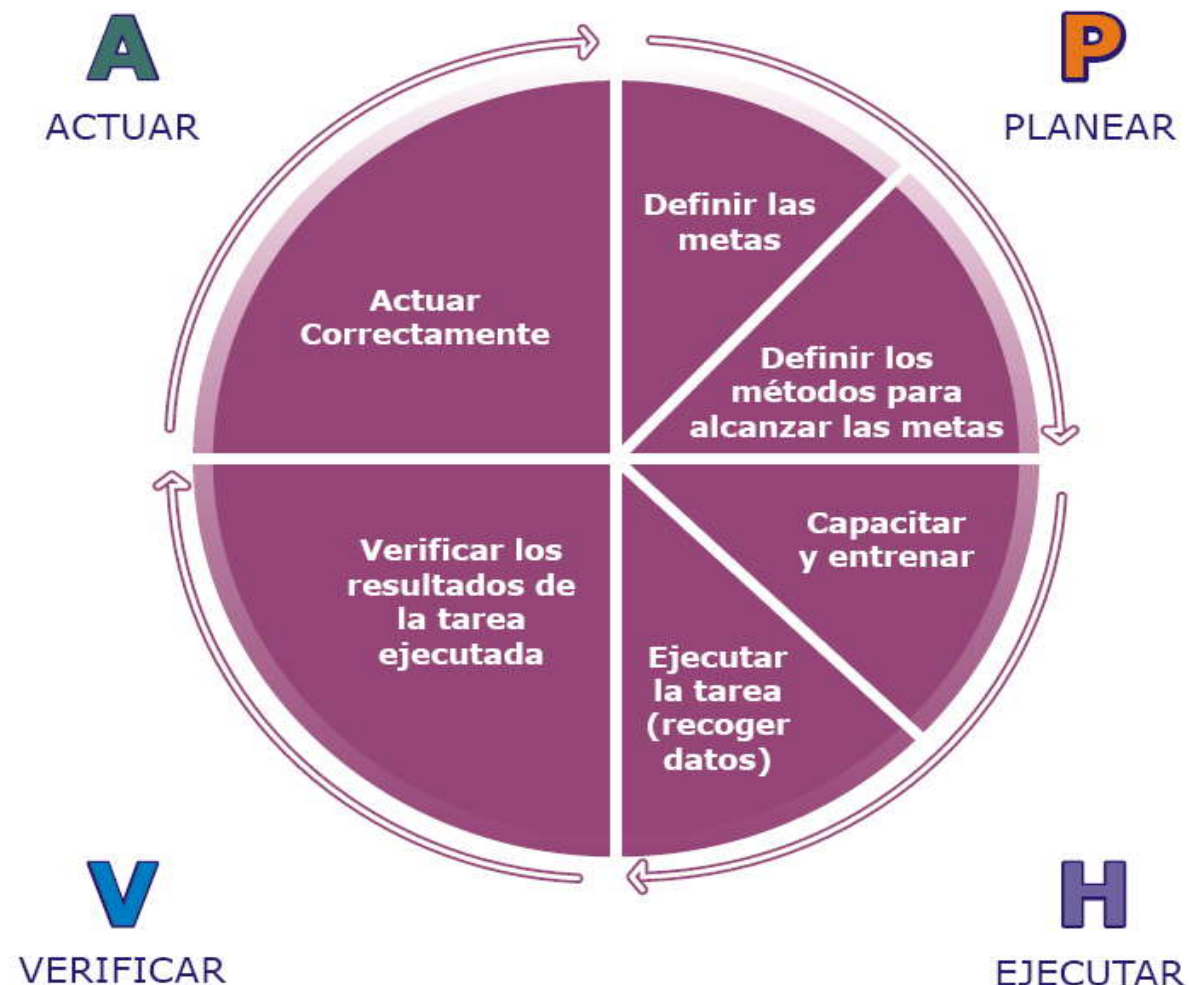 A
ACTUAR
P
PLANEAR
Definir las
metas
Actuar
Correctamente
Definir los
métodos para
alcanzar las metas
Capacitar
y entrenar
Verificar los
resultados de
la tarea
ejecutada
Ejecutar
la tarea
(recoger
datos)
V
VERIFICAR
H
EJECUTAR